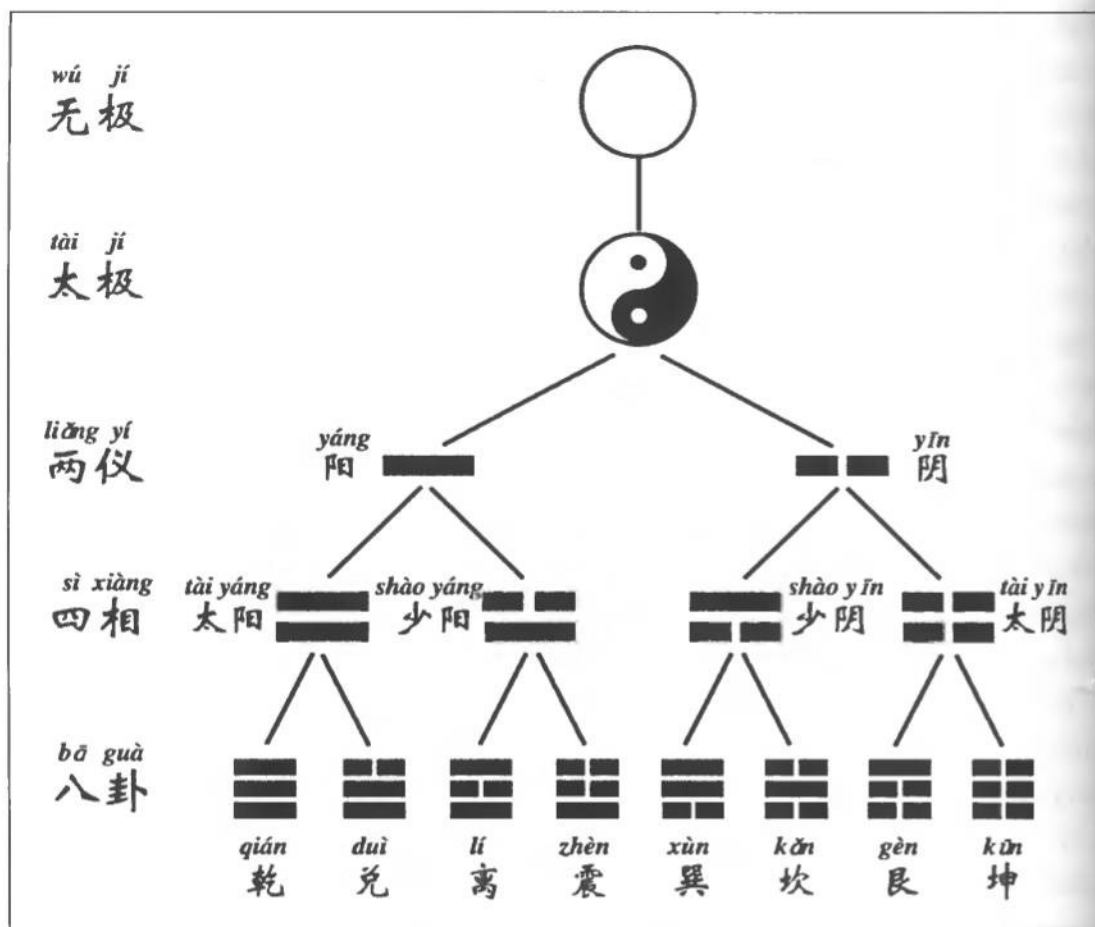 wú jí
无极
tài jí
太极
liǎng yí
两仪
yáng
阳
yīn
阴
sì xiàng
四相
tài yáng
太阳
shào yáng
少阳
shào yīn
少阴
tài yīn
太阴
bā guà
八卦
qián duì lí zhèn xùn kǎn gèn kūn
乾 兑 离 震 巽 坎 艮 坤